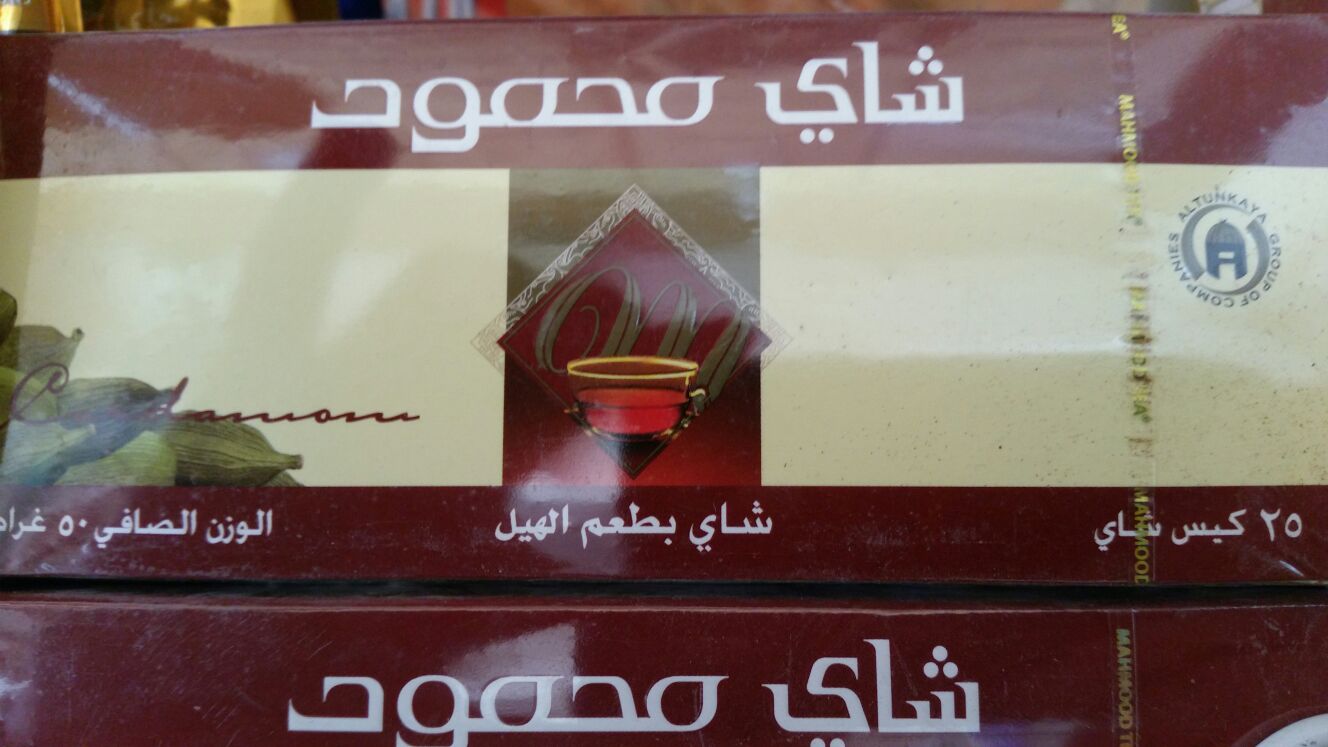 شاي محمود
ALTUNKAYA GROUP OF COMPANIES
MAHMOOD TEA®
Cardamom
٢٥ كيس شاي
شاي بطعم الهيل
الوزن الصافي ٥٠ غرام
شاي محمود
MAHMOOD T